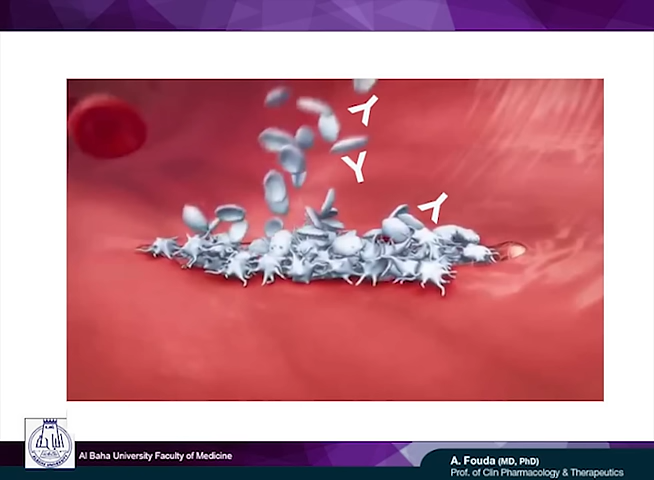 Al Baha University Faculty of Medicine
A. Fouda (MD, PhD)
Prof. of Clin Pharmacology & Therapeutics